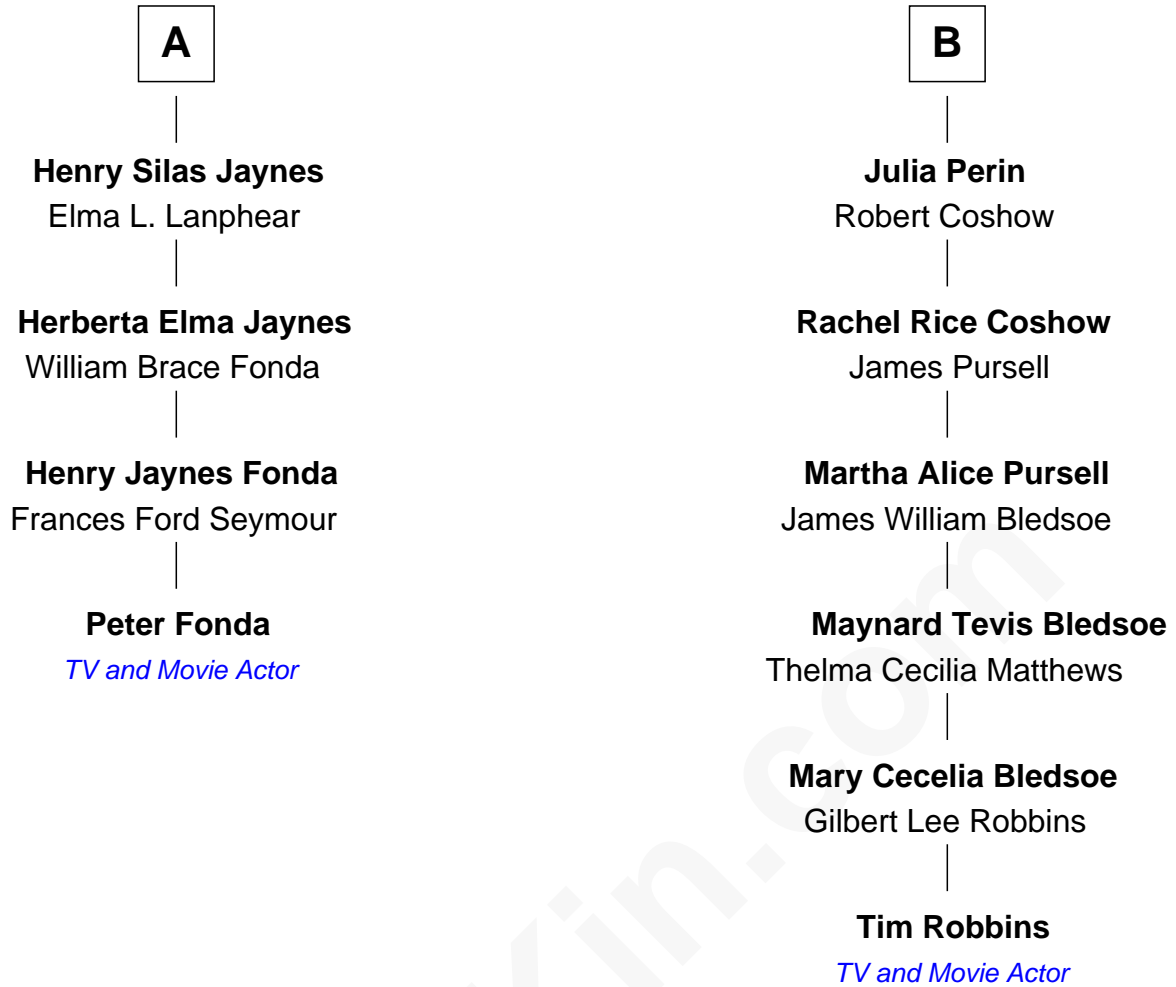 A
Henry Silas Jaynes
Elma L. Lanphear
Herberta Elma Jaynes
William Brace Fonda
Henry Jaynes Fonda
Frances Ford Seymour
Peter Fonda
TV and Movie Actor
B
Julia Perin
Robert Coshow
Rachel Rice Coshow
James Pursell
Martha Alice Pursell
James William Bledsoe
Maynard Tevis Bledsoe
Thelma Cecilia Matthews
Mary Cecelia Bledsoe
Gilbert Lee Robbins
Tim Robbins
TV and Movie Actor
Kin.com